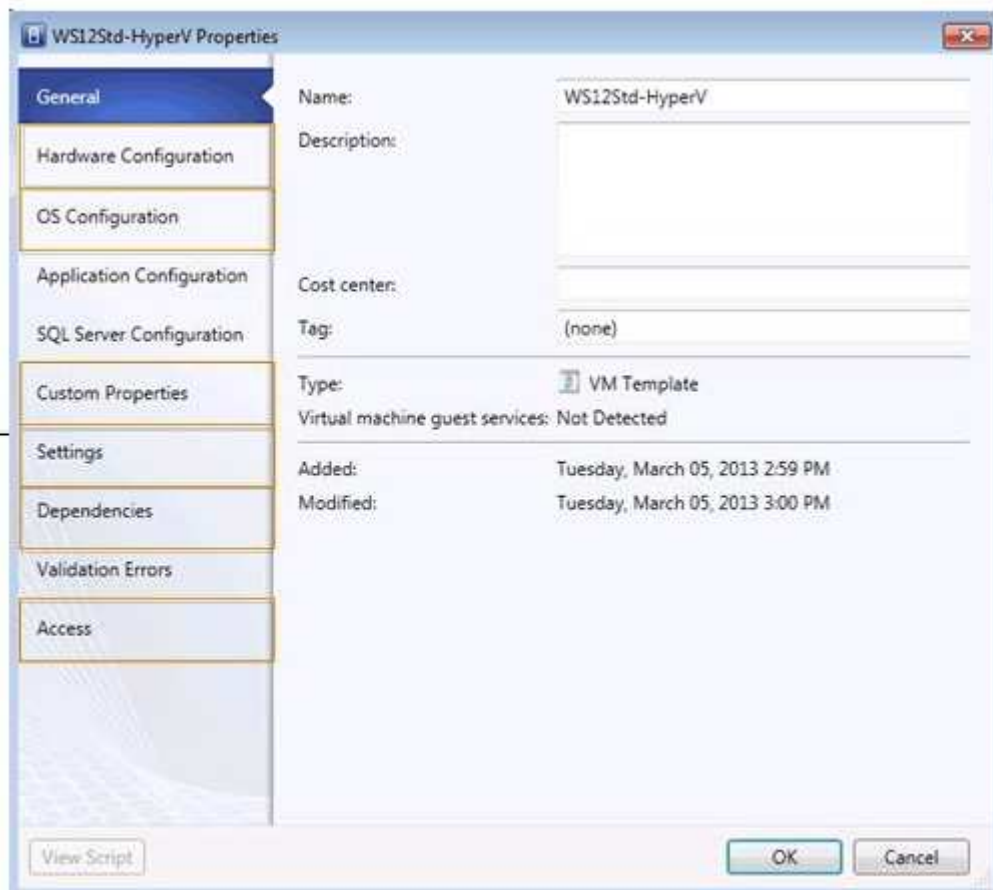 WS12Std-HyperV Properties
General
Hardware Configuration
OS Configuration
Application Configuration
SQL Server Configuration
Custom Properties
Settings
Dependencies
Validation Errors
Access
Name: WS12Std-HyperV
Description:
Cost center:
Tag: (none)
Type: VM Template
Virtual machine guest services: Not Detected
Added: Tuesday, March 05, 2013 2:59 PM
Modified: Tuesday, March 05, 2013 3:00 PM
View Script
OK
Cancel